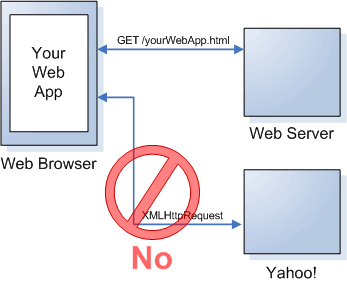 Your
Web
App
GET /yourWebApp.html
Web Server
Web Browser
XMLHttpRequest
No
Yahoo!